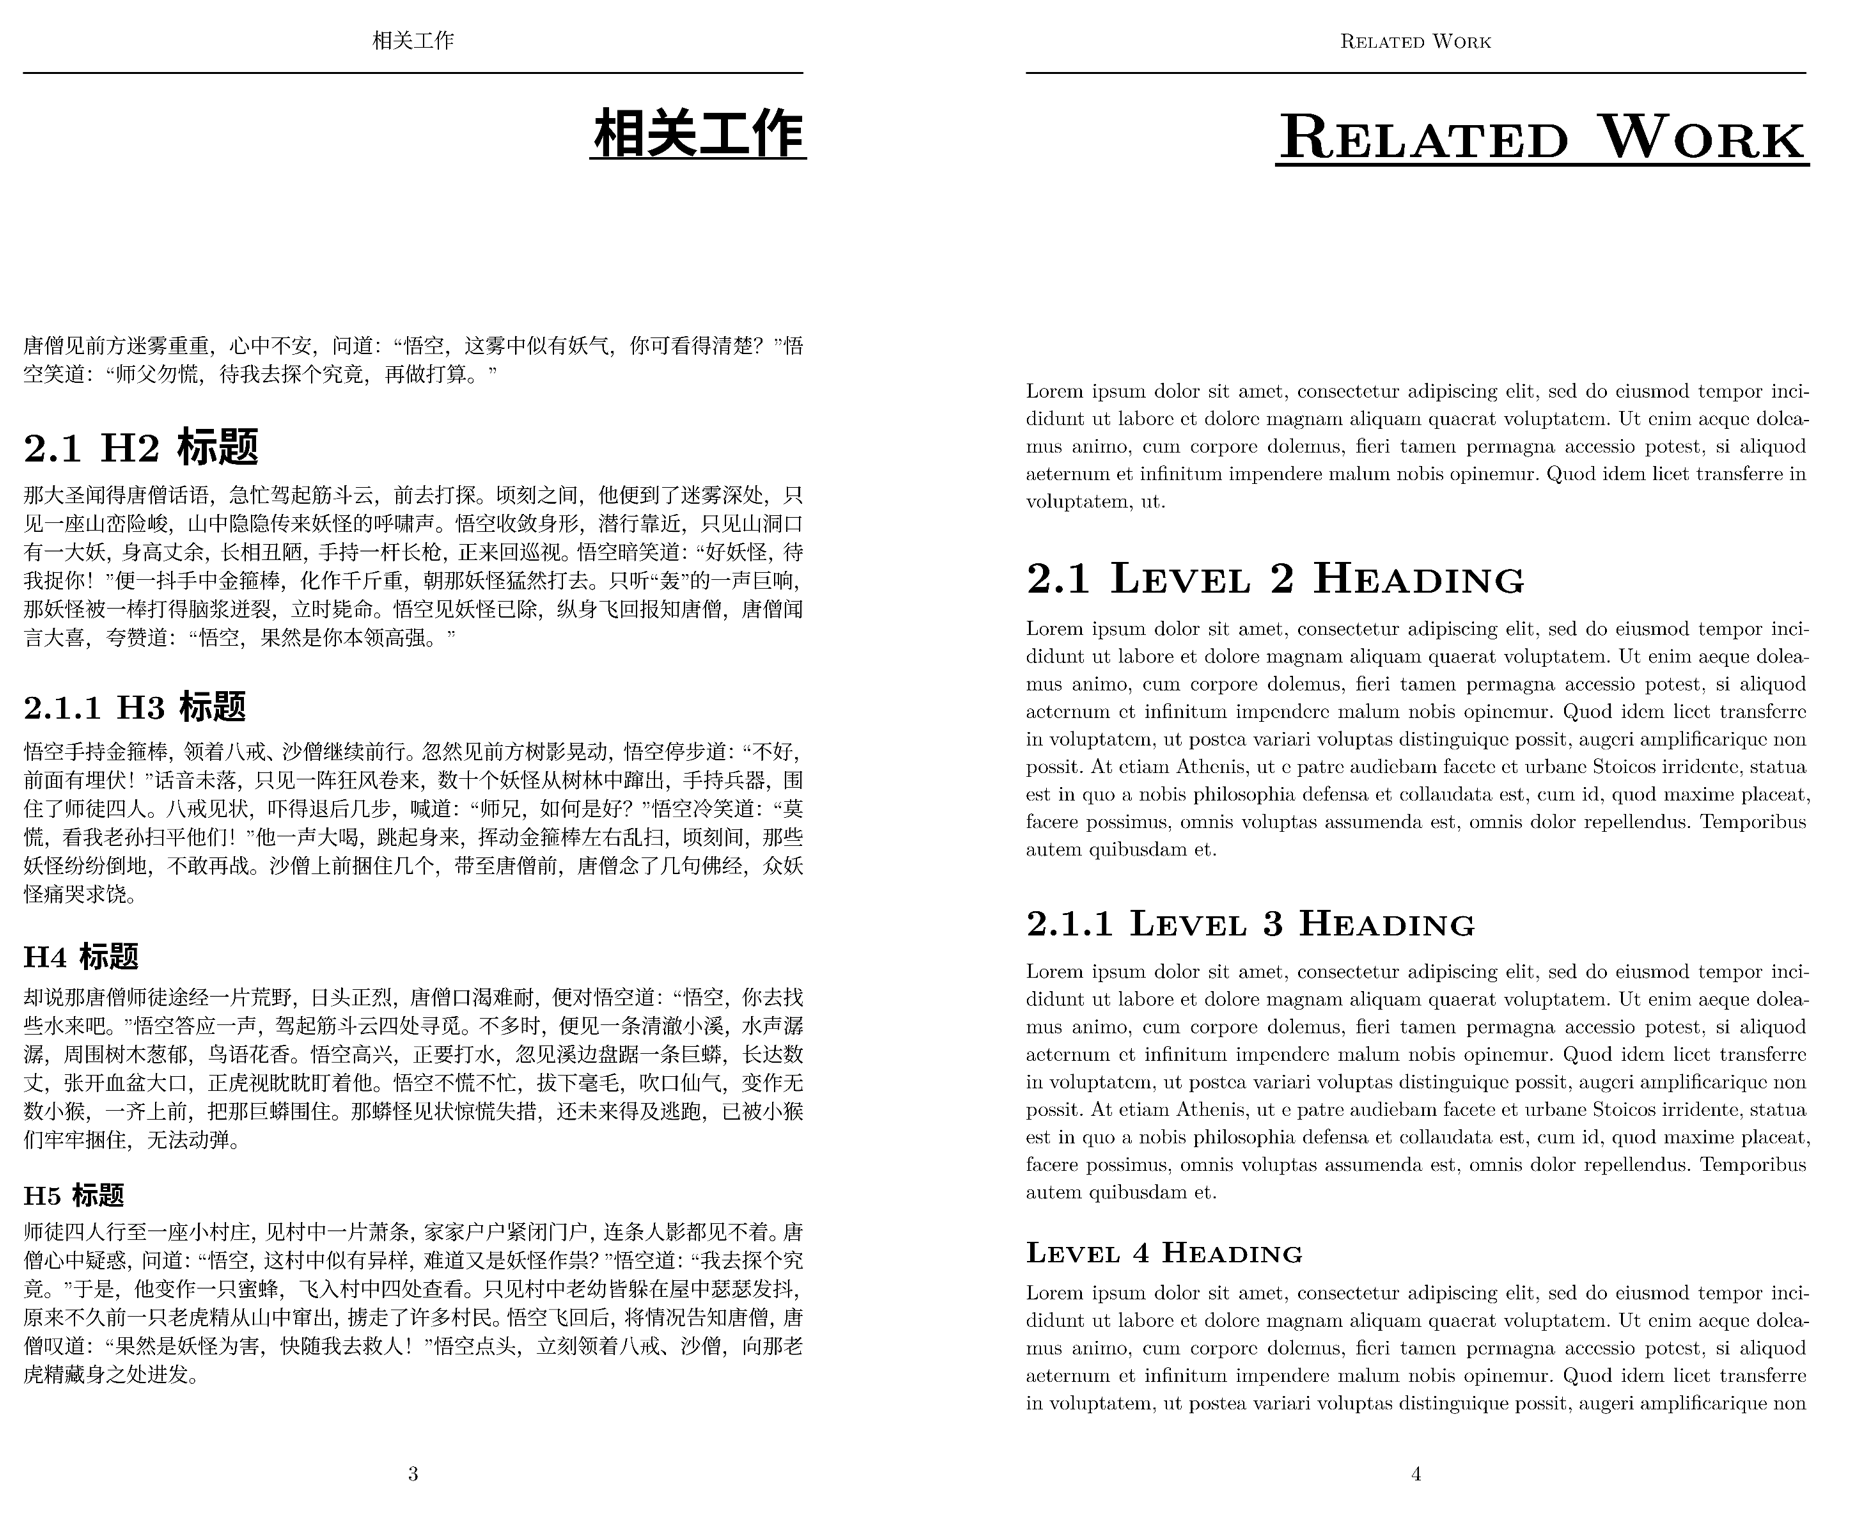 相关工作
相关工作
唐僧见前方迷雾重重，心中不安，问道：“悟空，这雾中似有妖气，你可看得清楚？”悟
空笑道：“师父勿慌，待我去探个究竟，再做打算。”
2.1 H2 标题
那大圣闻得唐僧话语，急忙驾起筋斗云，前去打探。顷刻之间，他便到了迷雾深处，只
见一座山峦险峻，山中隐隐传来妖怪的呼啸声。悟空收敛身形，潜行靠近，只见山洞口
有一大妖，身高丈余，长相丑陋，手持一杆长枪，正来回巡视。悟空暗笑道：“好妖怪，待
我捉你！”便一抖手中金箍棒，化作千斤重，朝那妖怪猛然打去。只听“轰”的一声巨响，
那妖怪被一棒打得脑浆迸裂，立时毙命。悟空见妖怪已除，纵身飞回报知唐僧，唐僧闻
言大喜，夸赞道：“悟空，果然是你本领高强。”
2.1.1 H3 标题
悟空手持金箍棒，领着八戒、沙僧继续前行。忽然见前方树影晃动，悟空停步道：“不好，
前面有埋伏！”话音未落，只见一阵狂风卷来，数十个妖怪从树林中蹿出，手持兵器，围
住了师徒四人。八戒见状，吓得退后几步，喊道：“师兄，如何是好？”悟空冷笑道：“莫
慌，看我老孙扫平他们！”他一声大喝，跳起身来，挥动金箍棒左右乱扫，顷刻间，那些
妖怪纷纷倒地，不敢再战。沙僧上前捆住几个，带至唐僧前，唐僧念了几句佛经，众妖
怪痛哭求饶。
H4 标题
却说那唐僧师徒途经一片荒野，日头正烈，唐僧口渴难耐，便对悟空道：“悟空，你去找
些水来吧。”悟空答应一声，驾起筋斗云四处寻觅。不多时，便见一条清澈小溪，水声潺
潺，周围树木葱郁，鸟语花香。悟空高兴，正要打水，忽见溪边盘踞一条巨蟒，长达数
丈，张开血盆大口，正虎视眈眈盯着他。悟空不慌不忙，拔下毫毛，吹口仙气，变作无
数小猴，一齐上前，把那巨蟒围住。那蟒怪见状惊慌失措，还未来得及逃跑，已被小猴
们牢牢捆住，无法动弹。
H5 标题
师徒四人行至一座小村庄，见村中一片萧条，家家户户紧闭门户，连条人影都见不着。唐
僧心中疑惑，问道：“悟空，这村中似有异样，难道又是妖怪作祟？”悟空道：“我去探个究
竟。”于是，他变作一只蜜蜂，飞入村中四处查看。只见村中老幼皆躲在屋中瑟瑟发抖，
原来不久前一只老虎精从山中窜出，掳走了许多村民。悟空飞回后，将情况告知唐僧，唐
僧叹道：“果然是妖怪为害，快随我去救人！”悟空点头，立刻领着八戒、沙僧，向那老
虎精藏身之处进发。
3
Related Work
Related Work
Lorem ipsum dolor sit amet, consectetur adipiscing elit, sed do eiusmod tempor inci-
didunt ut labore et dolore magnam aliquam quaerat voluptatem. Ut enim aeque dolea-
mus animo, cum corpore dolemus, fieri tamen permagna accessio potest, si aliquod
aeternum et infinitum impendere malum nobis opinemur. Quod idem licet transferre in
voluptatem, ut.
2.1 Level 2 Heading
Lorem ipsum dolor sit amet, consectetur adipiscing elit, sed do eiusmod tempor inci-
didunt ut labore et dolore magnam aliquam quaerat voluptatem. Ut enim aeque dolea-
mus animo, cum corpore dolemus, fieri tamen permagna accessio potest, si aliquod
aeternum et infinitum impendere malum nobis opinemur. Quod idem licet transferre
in voluptatem, ut postea variari voluptas distinguique possit, augeri amplificarique non
possit. At etiam Athenis, ut e patre audiebam facete et urbane Stoicos irridente, statua
est in quo a nobis philosophia defensa et collaudata est, cum id, quod maxime placeat,
facere possimus, omnis voluptas assumenda est, omnis dolor repellendus. Temporibus
autem quibusdam et.
2.1.1 Level 3 Heading
Lorem ipsum dolor sit amet, consectetur adipiscing elit, sed do eiusmod tempor inci-
didunt ut labore et dolore magnam aliquam quaerat voluptatem. Ut enim aeque dolea-
mus animo, cum corpore dolemus, fieri tamen permagna accessio potest, si aliquod
aeternum et infinitum impendere malum nobis opinemur. Quod idem licet transferre
in voluptatem, ut postea variari voluptas distinguique possit, augeri amplificarique non
possit. At etiam Athenis, ut e patre audiebam facete et urbane Stoicos irridente, statua
est in quo a nobis philosophia defensa et collaudata est, cum id, quod maxime placeat,
facere possimus, omnis voluptas assumenda est, omnis dolor repellendus. Temporibus
autem quibusdam et.
Level 4 Heading
Lorem ipsum dolor sit amet, consectetur adipiscing elit, sed do eiusmod tempor inci-
didunt ut labore et dolore magnam aliquam quaerat voluptatem. Ut enim aeque dolea-
mus animo, cum corpore dolemus, fieri tamen permagna accessio potest, si aliquod
aeternum et infinitum impendere malum nobis opinemur. Quod idem licet transferre
in voluptatem, ut postea variari voluptas distinguique possit, augeri amplificarique non
4